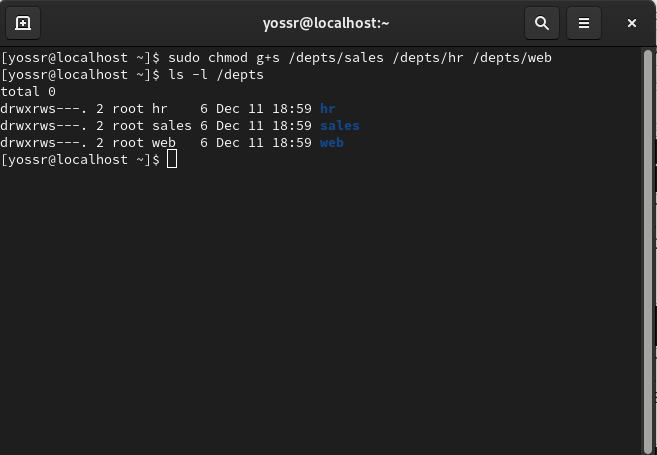 yossr@localhost:~
[yossr@localhost ~]$ sudo chmod g+s /depts/sales /depts/hr /depts/web
[yossr@localhost ~]$ ls -l /depts
total 0
drwxrws---. 2 root hr    6 Dec 11 18:59 hr
drwxrws---. 2 root sales 6 Dec 11 18:59 sales
drwxrws---. 2 root web   6 Dec 11 18:59 web
[yossr@localhost ~]$